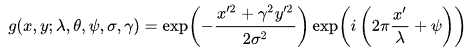 g(x, y; λ, θ, ψ, σ, γ) = exp(−(x′² + γ²y′²)/(2σ²)) exp(i(2π x′/λ + ψ))